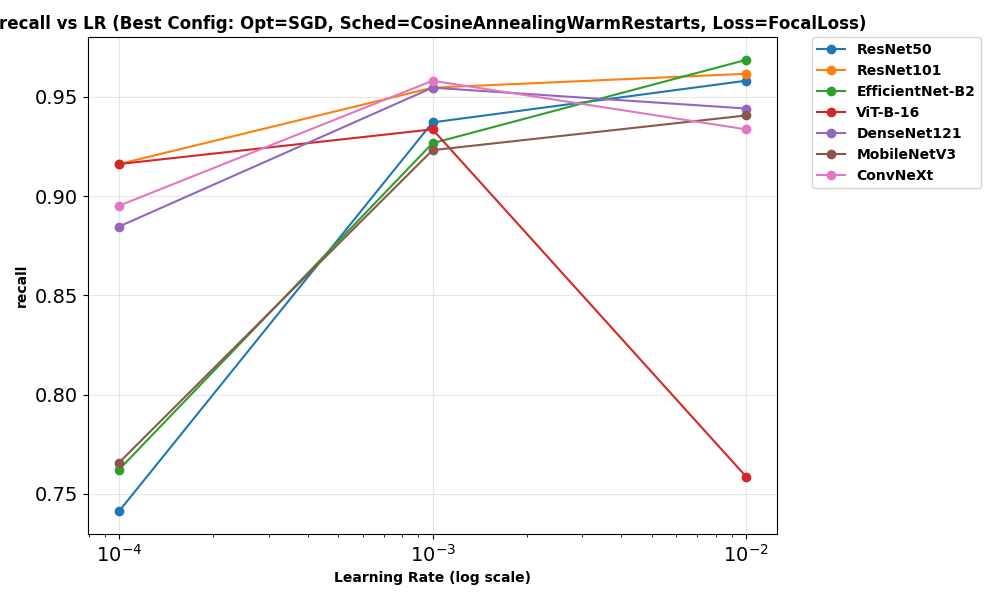 recall vs LR (Best Config: Opt=SGD, Sched=CosineAnnealingWarmRestarts, Loss=FocalLoss)
ResNet50
ResNet101
EfficientNet-B2
ViT-B-16
DenseNet121
MobileNetV3
ConvNeXt
recall
0.95
0.90
0.85
0.80
0.75
10⁻⁴
10⁻³
10⁻²
Learning Rate (log scale)